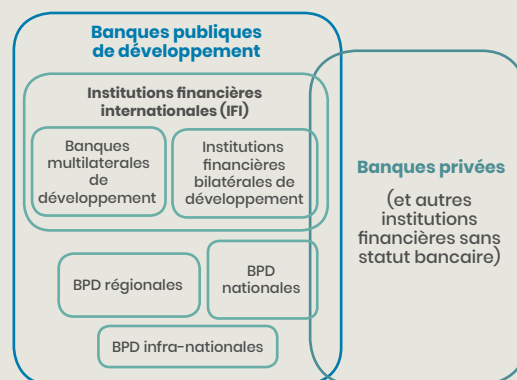 Banques publiques
de développement
Institutions financières
internationales (IFI)
Banques
multilaterales
de
développement
Institutions
financières
bilatérales de
développement
BPD régionales
BPD
nationales
BPD infra-nationales
Banques privées
(et autres
institutions
financières sans
statut bancaire)